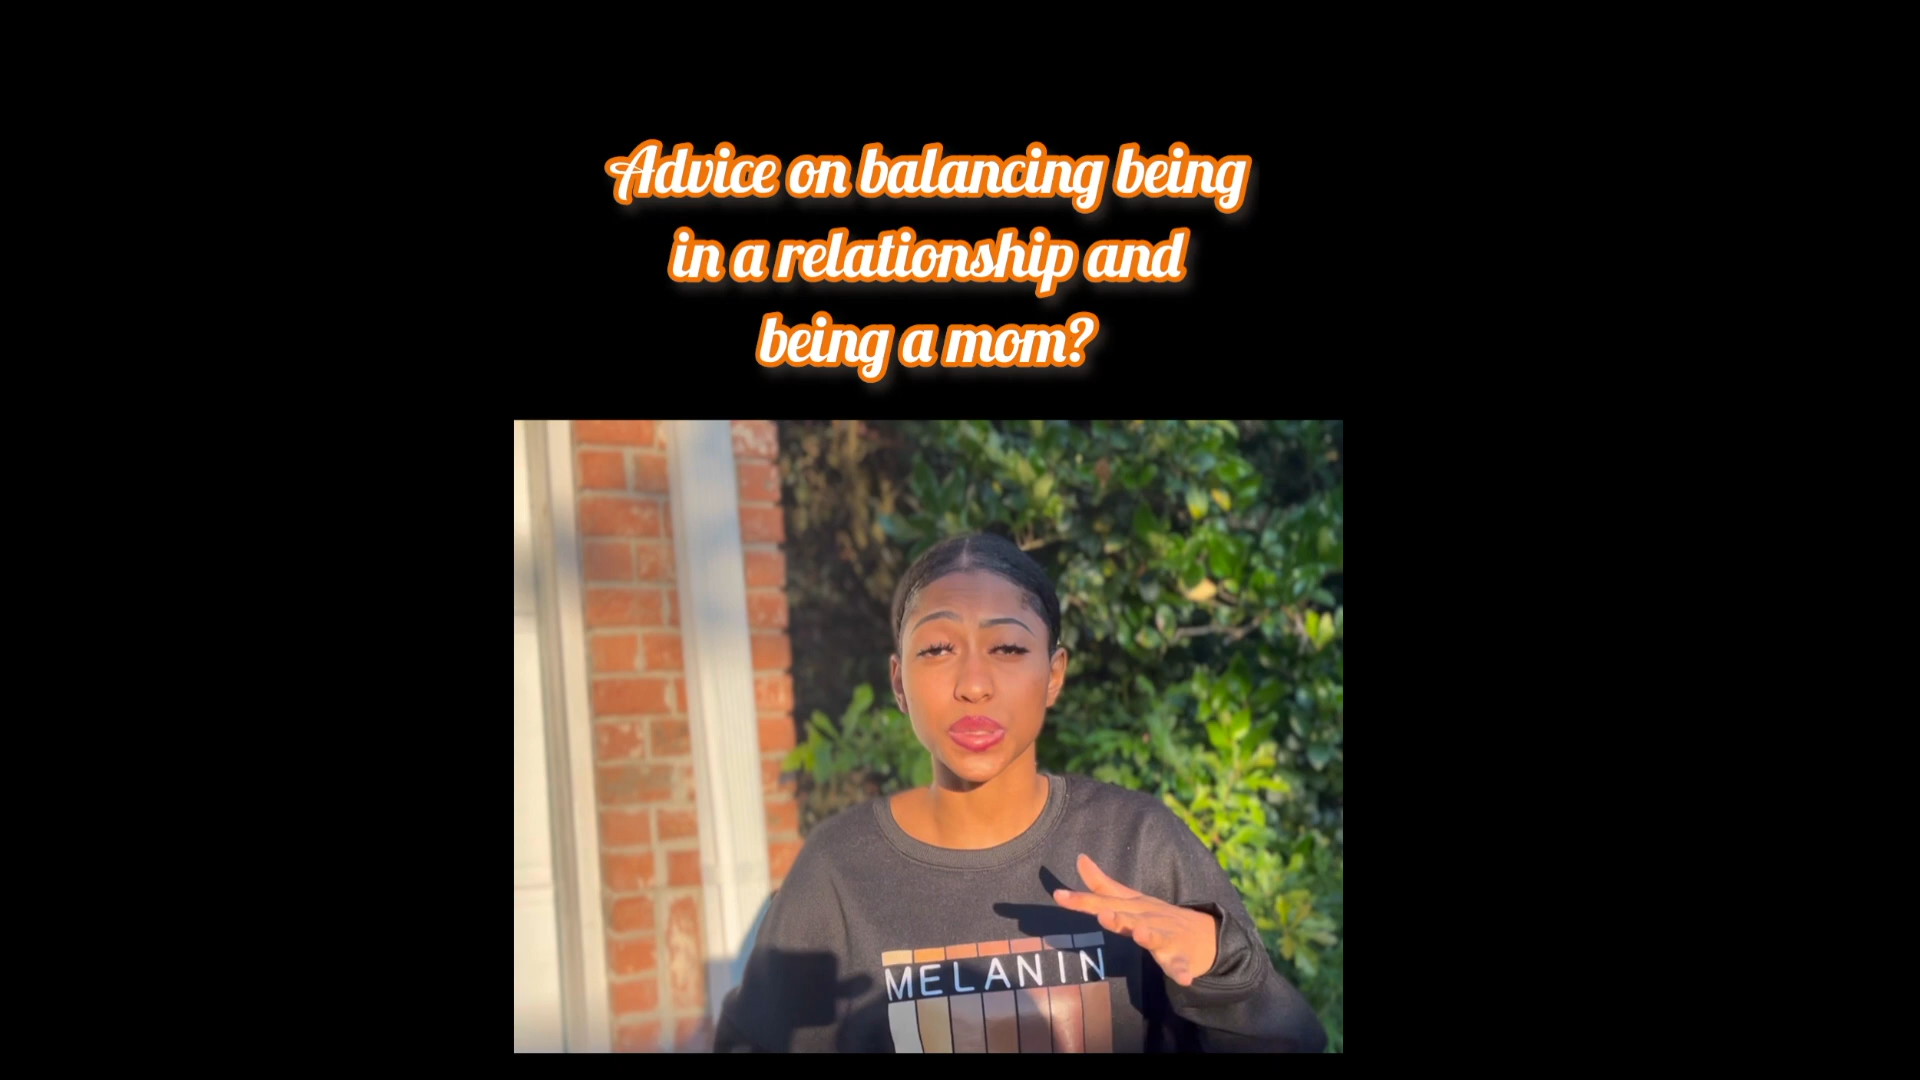 Advice on balancing being
in a relationship and
being a mom?
MELANIN